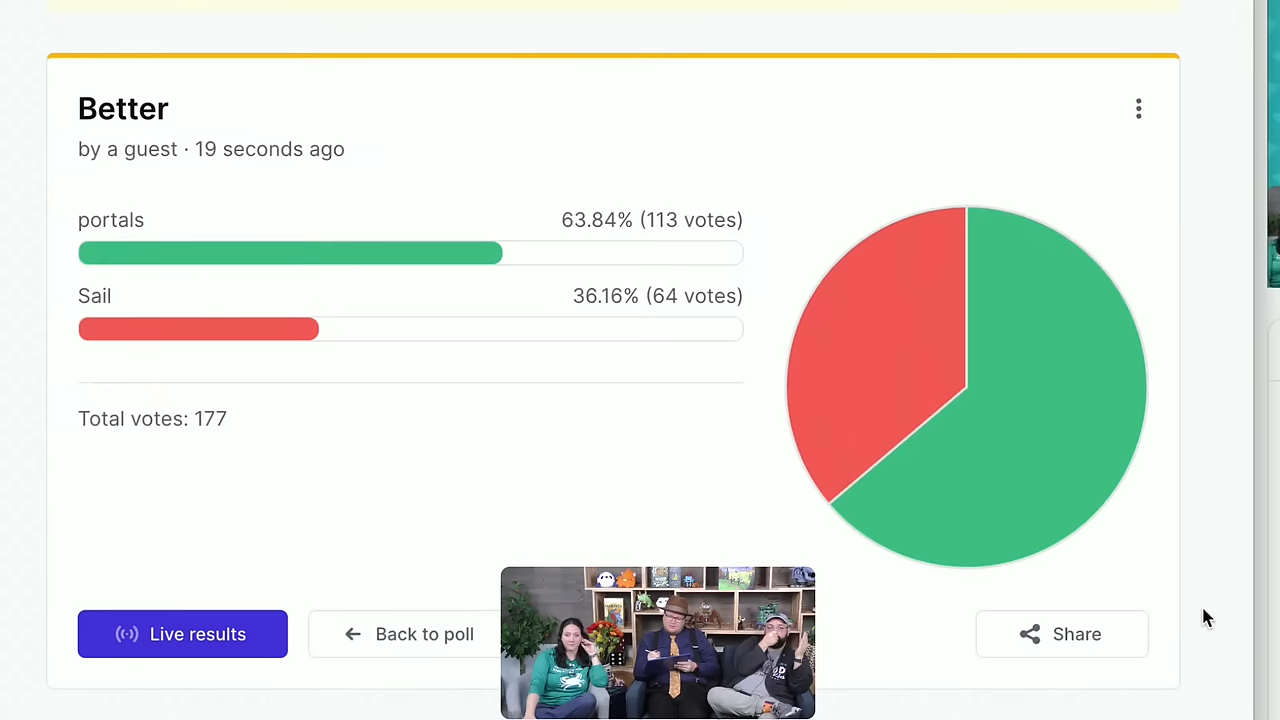 Better
by a guest · 19 seconds ago
portals 63.84% (113 votes)
Sail 36.16% (64 votes)
Total votes: 177
Live results
Back to poll
Share